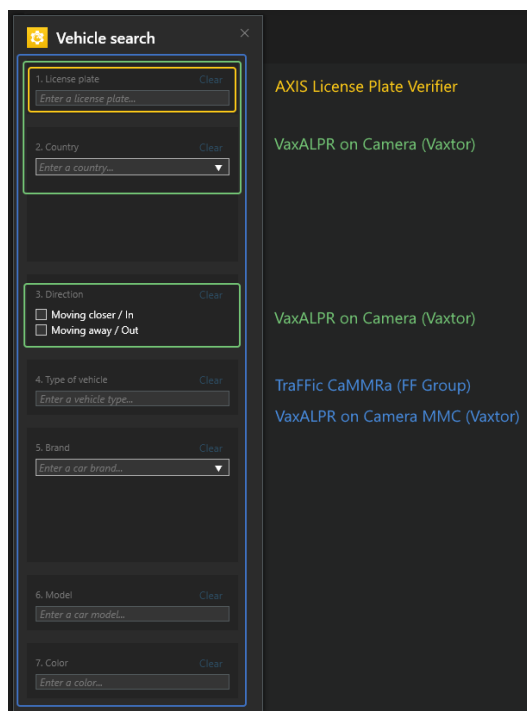 Vehicle search
1. License plate Clear
Enter a license plate...
AXIS License Plate Verifier
2. Country Clear
VaxALPR on Camera (Vaxtor)
Enter a country...
3. Direction Clear
Moving closer / In
VaxALPR on Camera (Vaxtor)
Moving away / Out
4. Type of vehicle Clear
TraFFic CaMMRa (FF Group)
Enter a vehicle type...
VaxALPR on Camera MMC (Vaxtor)
5. Brand Clear
Enter a car brand...
6. Model Clear
Enter a car model...
7. Color Clear
Enter a color...